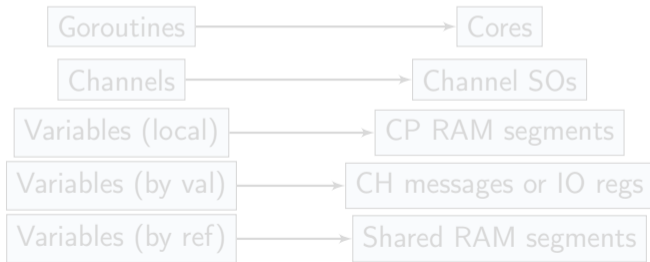 Goroutines Cores
Channels Channel SOs
Variables (local) CP RAM segments
Variables (by val) CH messages or IO regs
Variables (by ref) Shared RAM segments